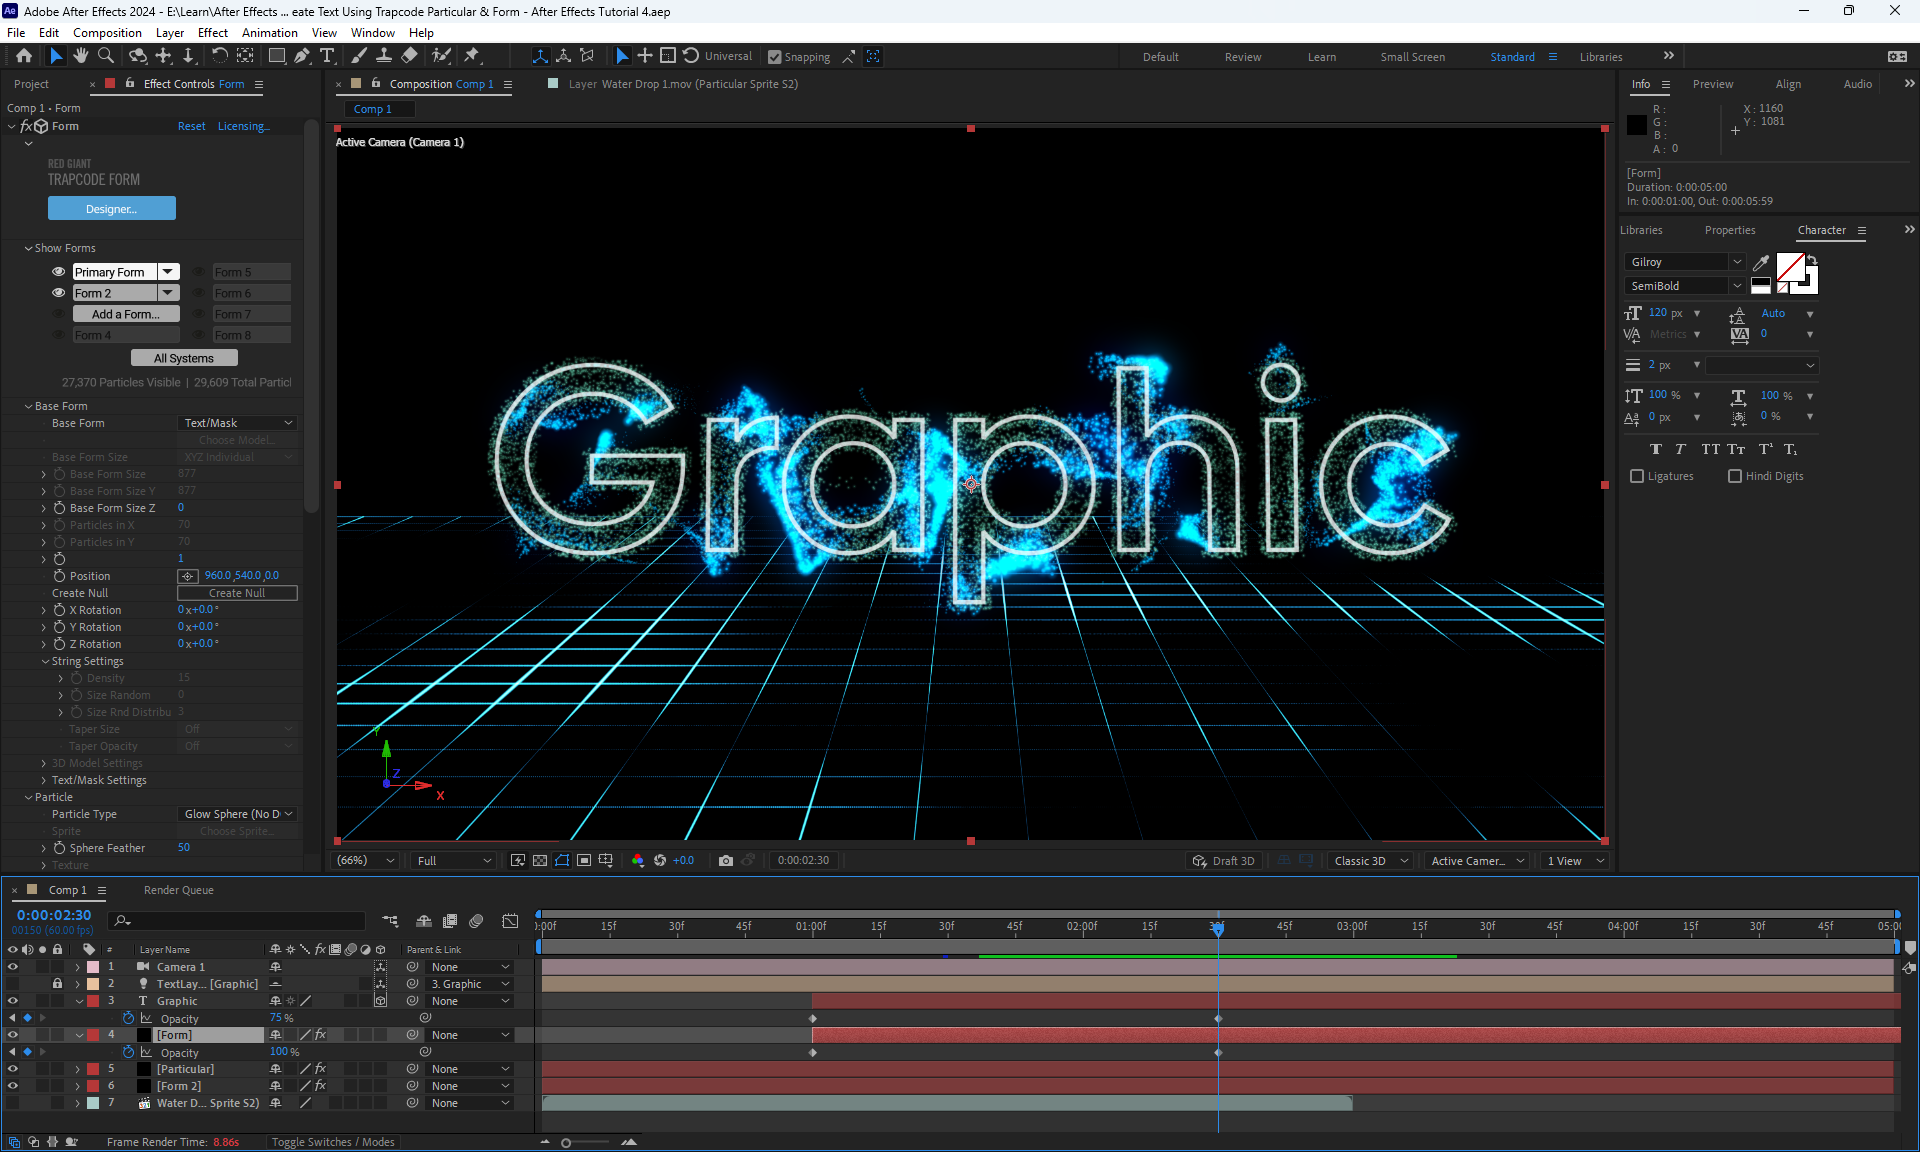 Adobe After Effects 2024 - E:\Learn\After Effects ... eate Text Using Trapcode Particular & Form - After Effects Tutorial 4.aep
File Edit Composition Layer Effect Animation View Window Help
Universal Snapping Default Review Learn Small Screen Standard Libraries
Project Effect Controls Form
Comp 1 • Form
fx Form Reset Licensing...
RED GIANT
TRAPCODE FORM
Designer...
Show Forms
Primary Form Form 5
Form 2 Form 6
Add a Form... Form 7
Form 4 Form 8
All Systems
27,370 Particles Visible | 29,609 Total Particl
Base Form
Base Form Text/Mask
Choose Model...
Base Form Size XYZ Individual
Base Form Size 877
Base Form Size Y 877
Base Form Size Z 0
Particles in X 70
Particles in Y 70
1
Position 960.0,540.0,0.0
Create Null Create Null
X Rotation 0x+0.0°
Y Rotation 0x+0.0°
Z Rotation 0x+0.0°
String Settings
Density 15
Size Random 0
Size Rnd Distribu 3
Taper Size Off
Taper Opacity Off
3D Model Settings
Text/Mask Settings
Particle
Particle Type Glow Sphere (No D
Sprite Choose Sprite...
Sphere Feather 50
Texture
Composition Comp 1 Layer Water Drop 1.mov (Particular Sprite S2)
Comp 1
Active Camera (Camera 1)
Graphic
Y
Z
X
(66%) Full +0.0 0:00:02:30 Draft 3D Classic 3D Active Camer... 1 View
Info Preview Align Audio
R: X: 1160
G: Y: 1081
B:
A: 0
[Form]
Duration: 0:00:05:00
In: 0:00:01:00, Out: 0:00:05:59
Libraries Properties Character
Gilroy
SemiBold
120 px Auto
Metrics 0
2 px
100 % 100 %
0 px 0 %
T T TT Tt T¹ T₁
Ligatures Hindi Digits
Comp 1 Render Queue
0:00:02:30
00150 (60.00 fps)
:00f 15f 30f 45f 01:00f 15f 30f 45f 02:00f 15f 30f 45f 03:00f 15f 30f 45f 04:00f 15f 30f 45f 05:00
# Layer Name fx Parent & Link
1 Camera 1 None
2 TextLay... [Graphic] 3. Graphic
3 T Graphic None
Opacity 75 %
4 [Form] fx None
Opacity 100 %
5 [Particular] fx None
6 [Form 2] fx None
7 Water D... Sprite S2) None
Frame Render Time: 8.86s Toggle Switches / Modes